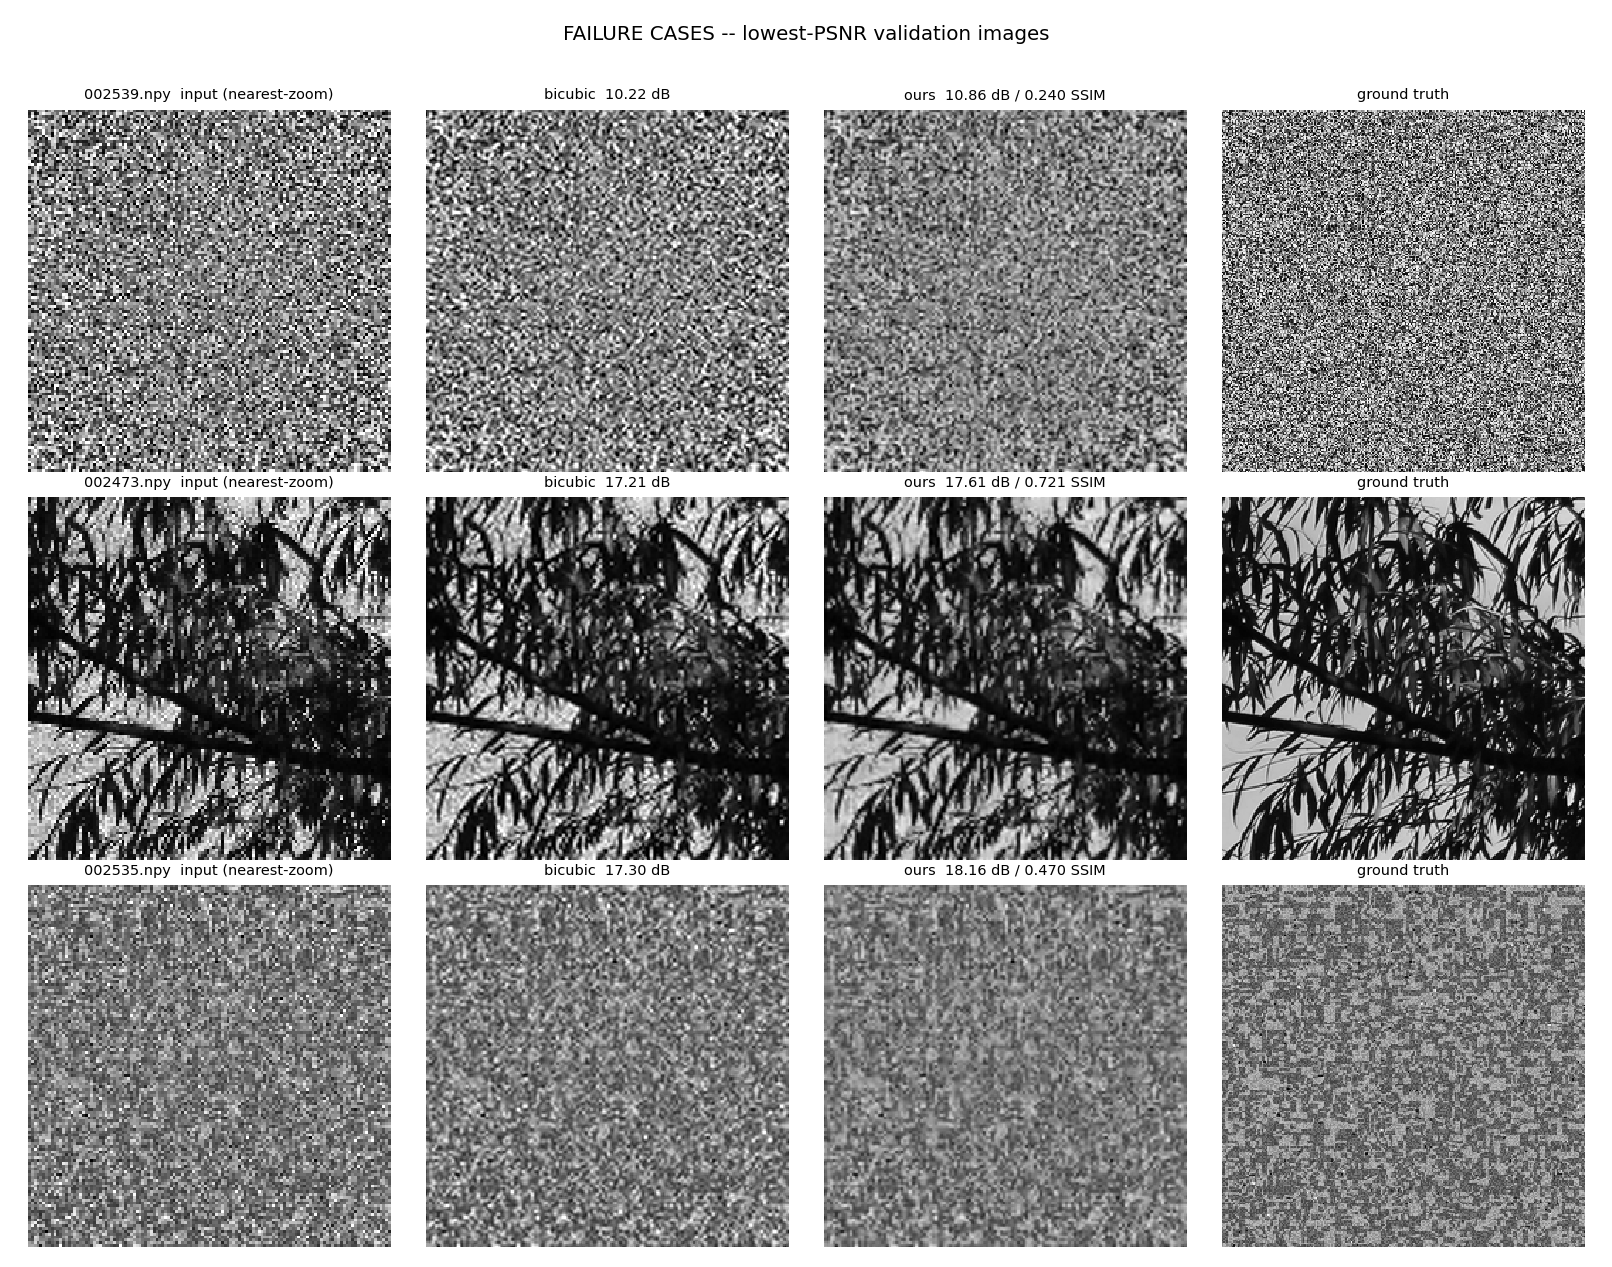 FAILURE CASES -- lowest-PSNR validation images
002539.npy  input (nearest-zoom)
bicubic  10.22 dB
ours  10.86 dB / 0.240 SSIM
ground truth
002473.npy  input (nearest-zoom)
bicubic  17.21 dB
ours  17.61 dB / 0.721 SSIM
ground truth
002535.npy  input (nearest-zoom)
bicubic  17.30 dB
ours  18.16 dB / 0.470 SSIM
ground truth